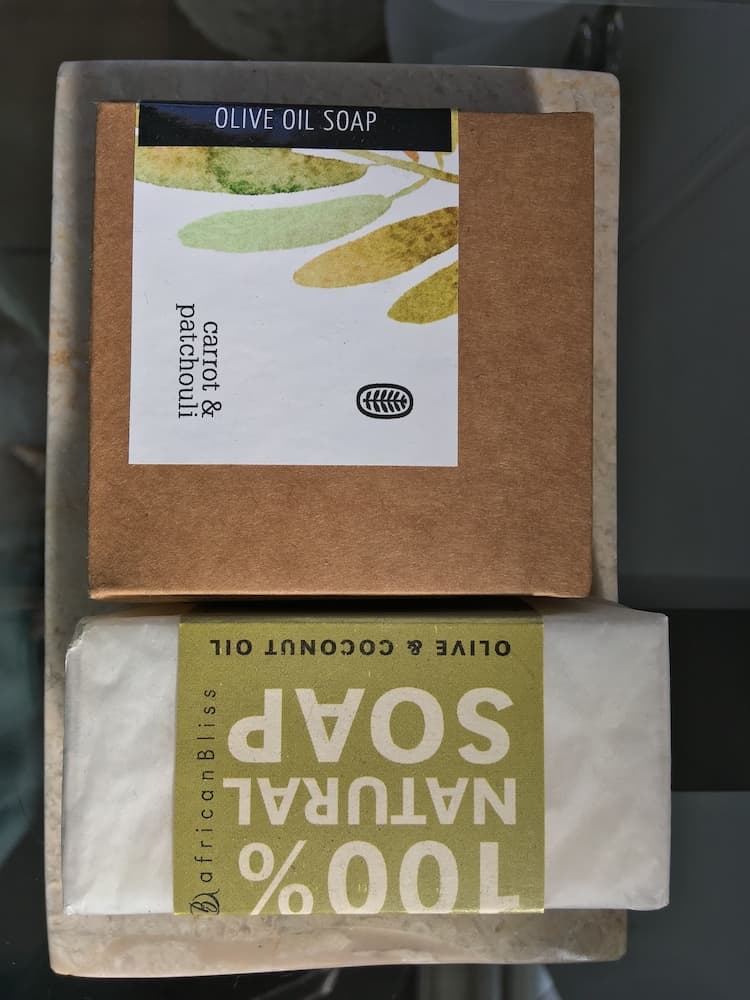 OLIVE OIL SOAP
carrot &
patchouli
100%
NATURAL
SOAP
OLIVE & COCONUT OIL
africanBliss